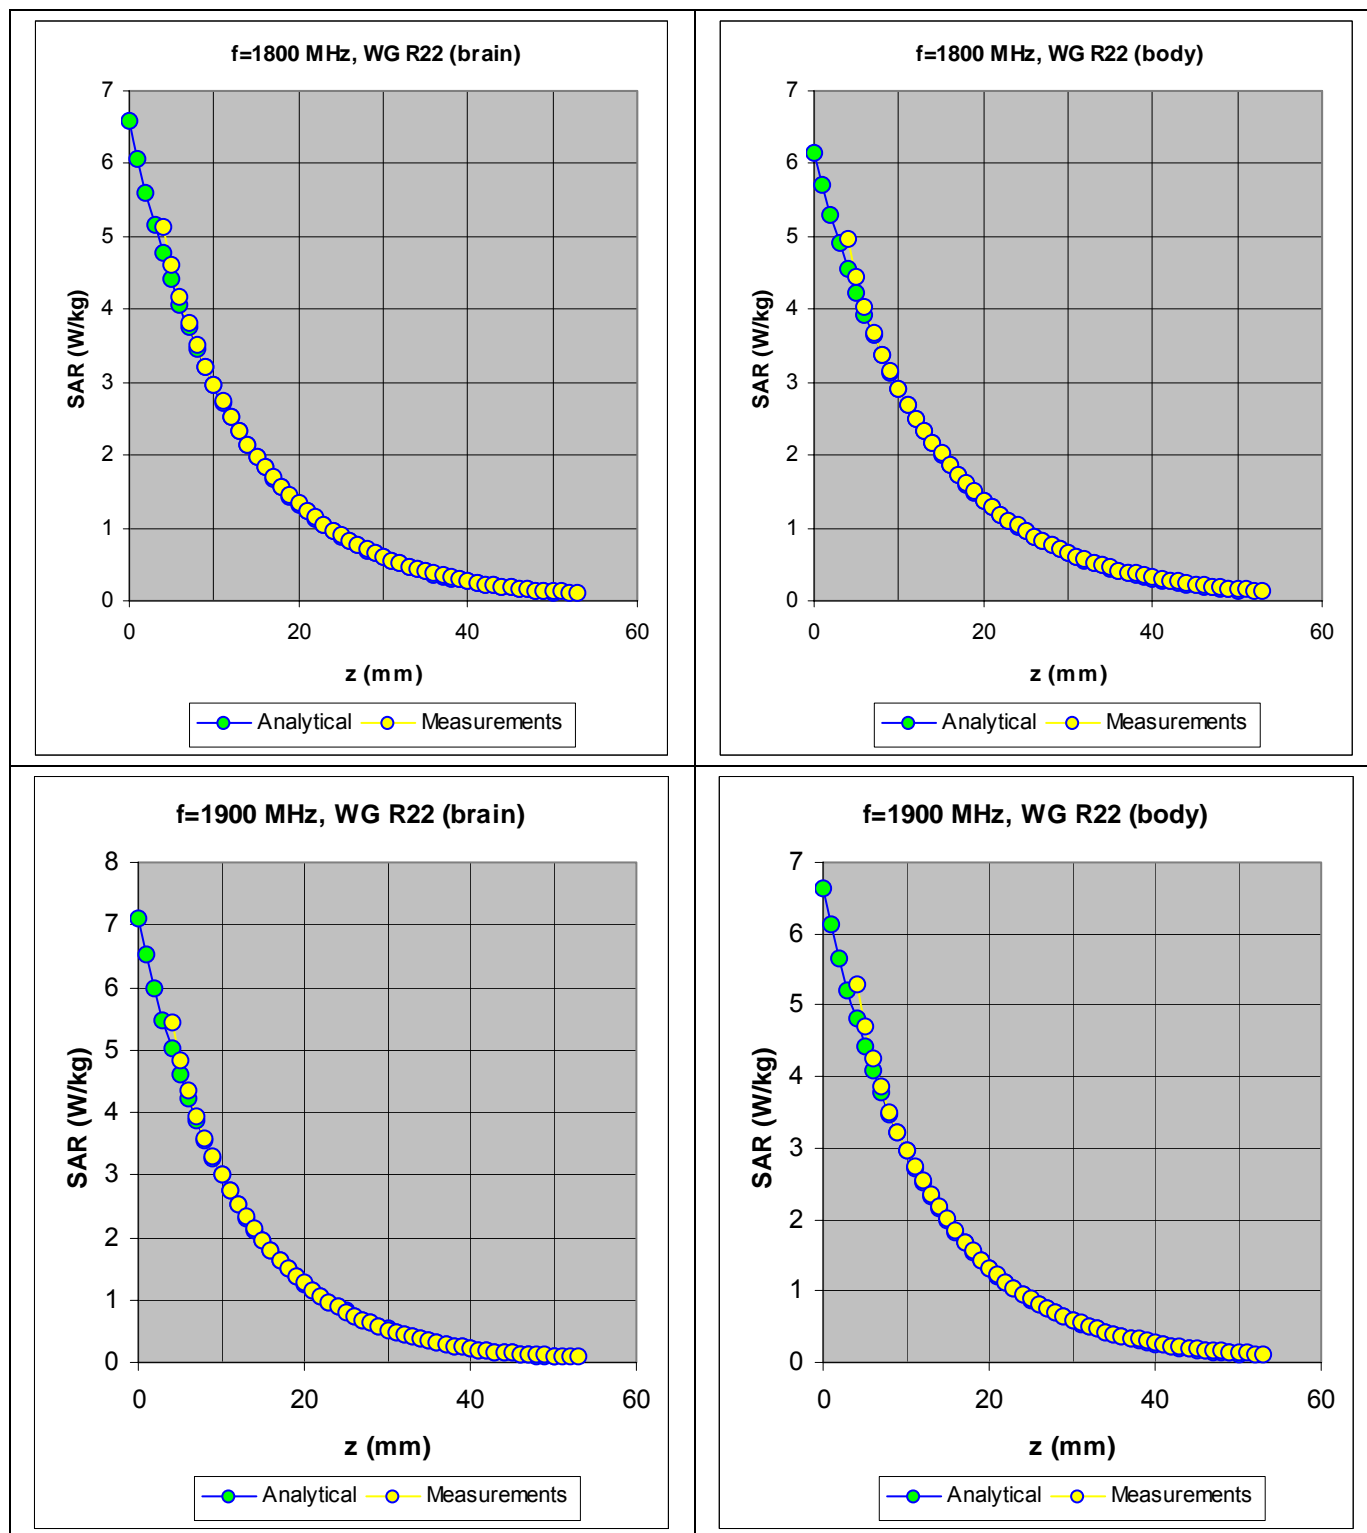 f=1800 MHz, WG R22 (brain)
7
6
5
4
3
2
1
0
SAR (W/kg)
0 20 40 60
z (mm)
Analytical Measurements
f=1800 MHz, WG R22 (body)
7
6
5
4
3
2
1
0
SAR (W/kg)
0 20 40 60
z (mm)
Analytical Measurements
f=1900 MHz, WG R22 (brain)
8
7
6
5
4
3
2
1
0
SAR (W/kg)
0 20 40 60
z (mm)
Analytical Measurements
f=1900 MHz, WG R22 (body)
7
6
5
4
3
2
1
0
SAR (W/kg)
0 20 40 60
z (mm)
Analytical Measurements